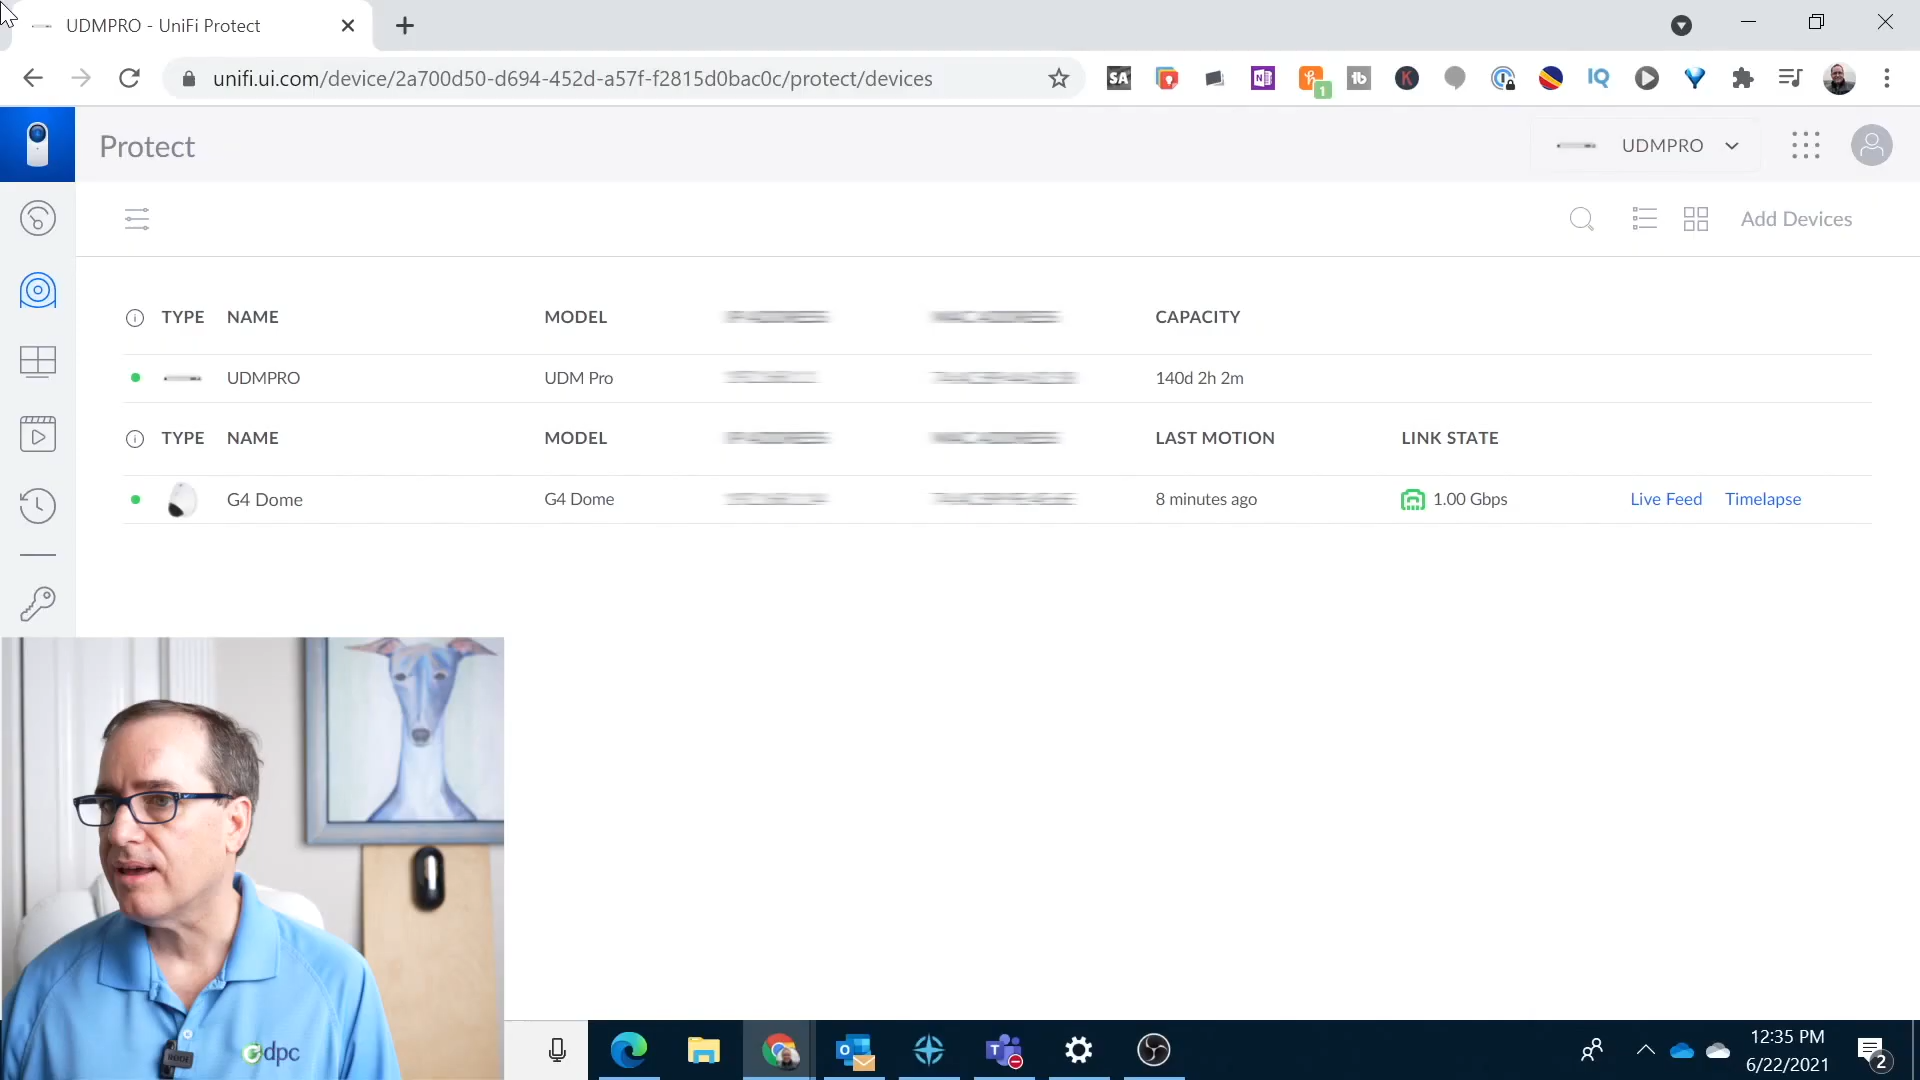 UDMPRO - UniFi Protect
unifi.ui.com/device/2a700d50-d694-452d-a57f-f2815d0bac0c/protect/devices
SA
N
1
tb
K
IQ
Protect
UDMPRO
Add Devices
TYPE NAME MODEL CAPACITY
UDMPRO UDM Pro 140d 2h 2m
TYPE NAME MODEL LAST MOTION LINK STATE
G4 Dome G4 Dome 8 minutes ago 1.00 Gbps Live Feed Timelapse
RODE
dpc
12:35 PM
6/22/2021
2